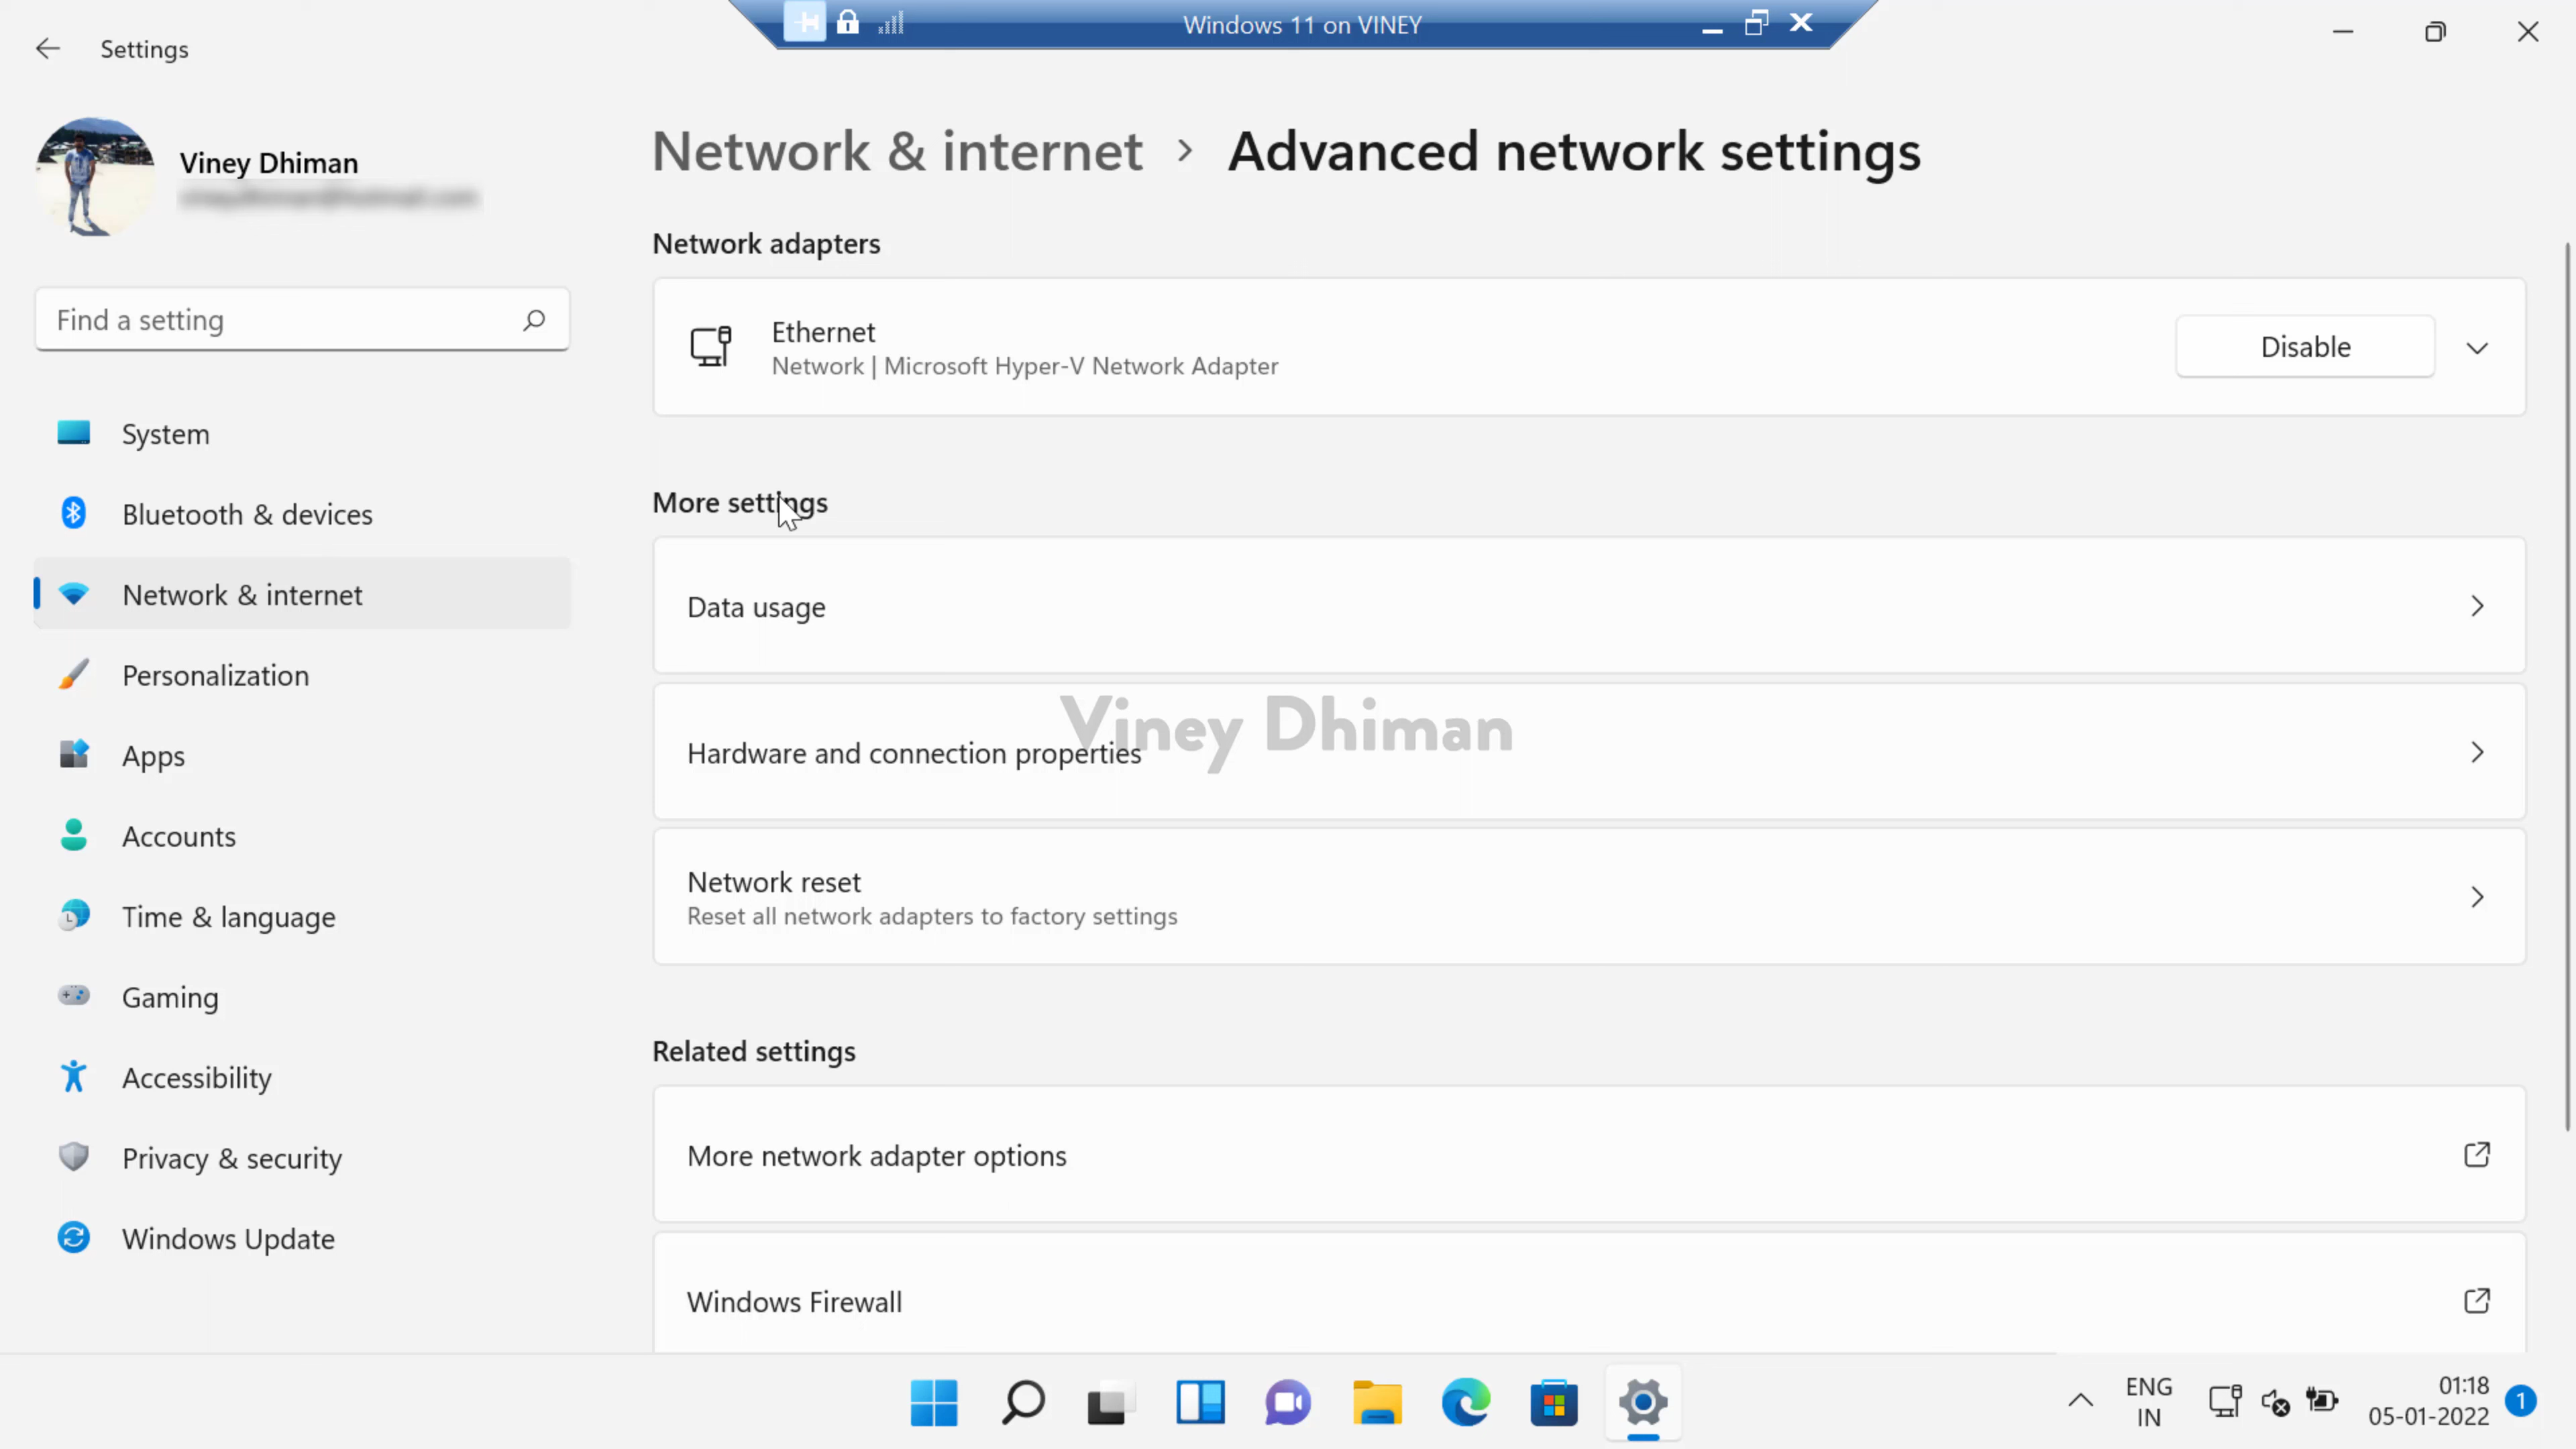 Windows 11 on VINEY
Settings
Viney Dhiman
Find a setting
System
Bluetooth & devices
Network & internet
Personalization
Apps
Accounts
Time & language
Gaming
Accessibility
Privacy & security
Windows Update
Network & internet > Advanced network settings
Network adapters
Ethernet
Network | Microsoft Hyper-V Network Adapter
Disable
More settings
Data usage
Viney Dhiman
Hardware and connection properties
Network reset
Reset all network adapters to factory settings
Related settings
More network adapter options
Windows Firewall
ENG
IN
01:18
05-01-2022
1